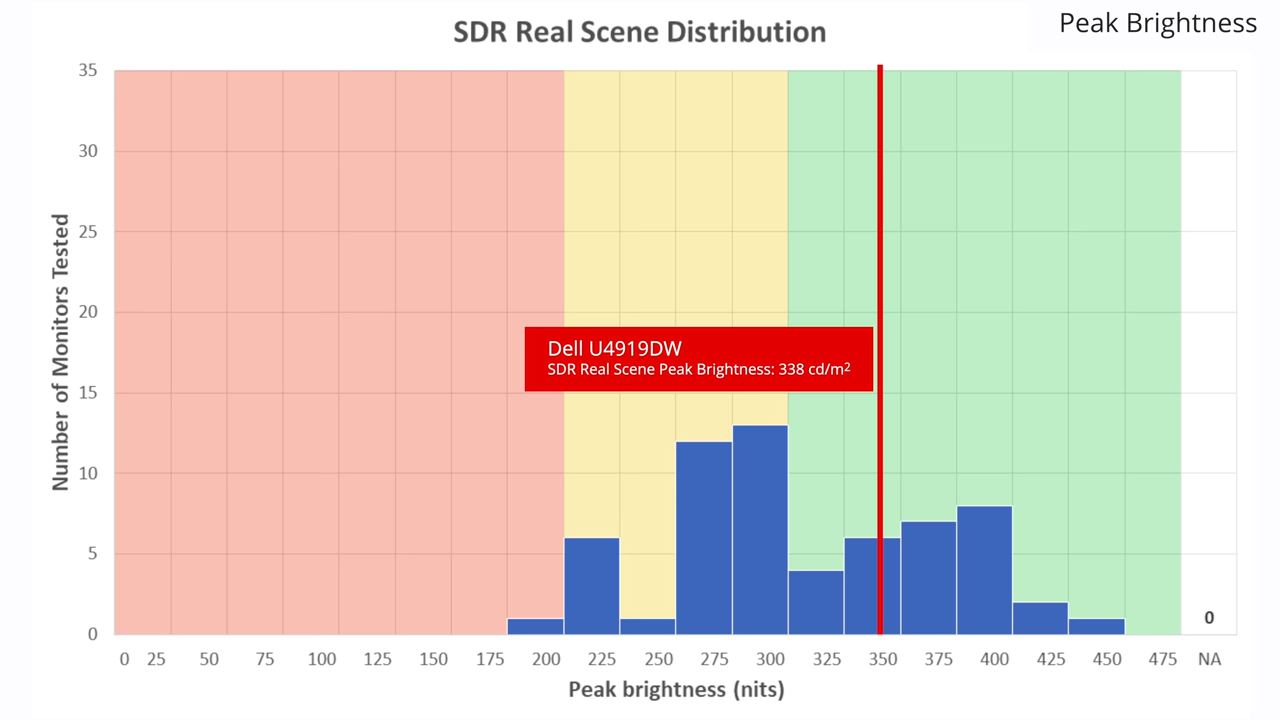 Peak Brightness
SDR Real Scene Distribution
35
30
25
20
15
10
5
0
Number of Monitors Tested
Dell U4919DW
SDR Real Scene Peak Brightness: 338 cd/m²
0
0 25 50 75 100 125 150 175 200 225 250 275 300 325 350 375 400 425 450 475 NA
Peak brightness (nits)